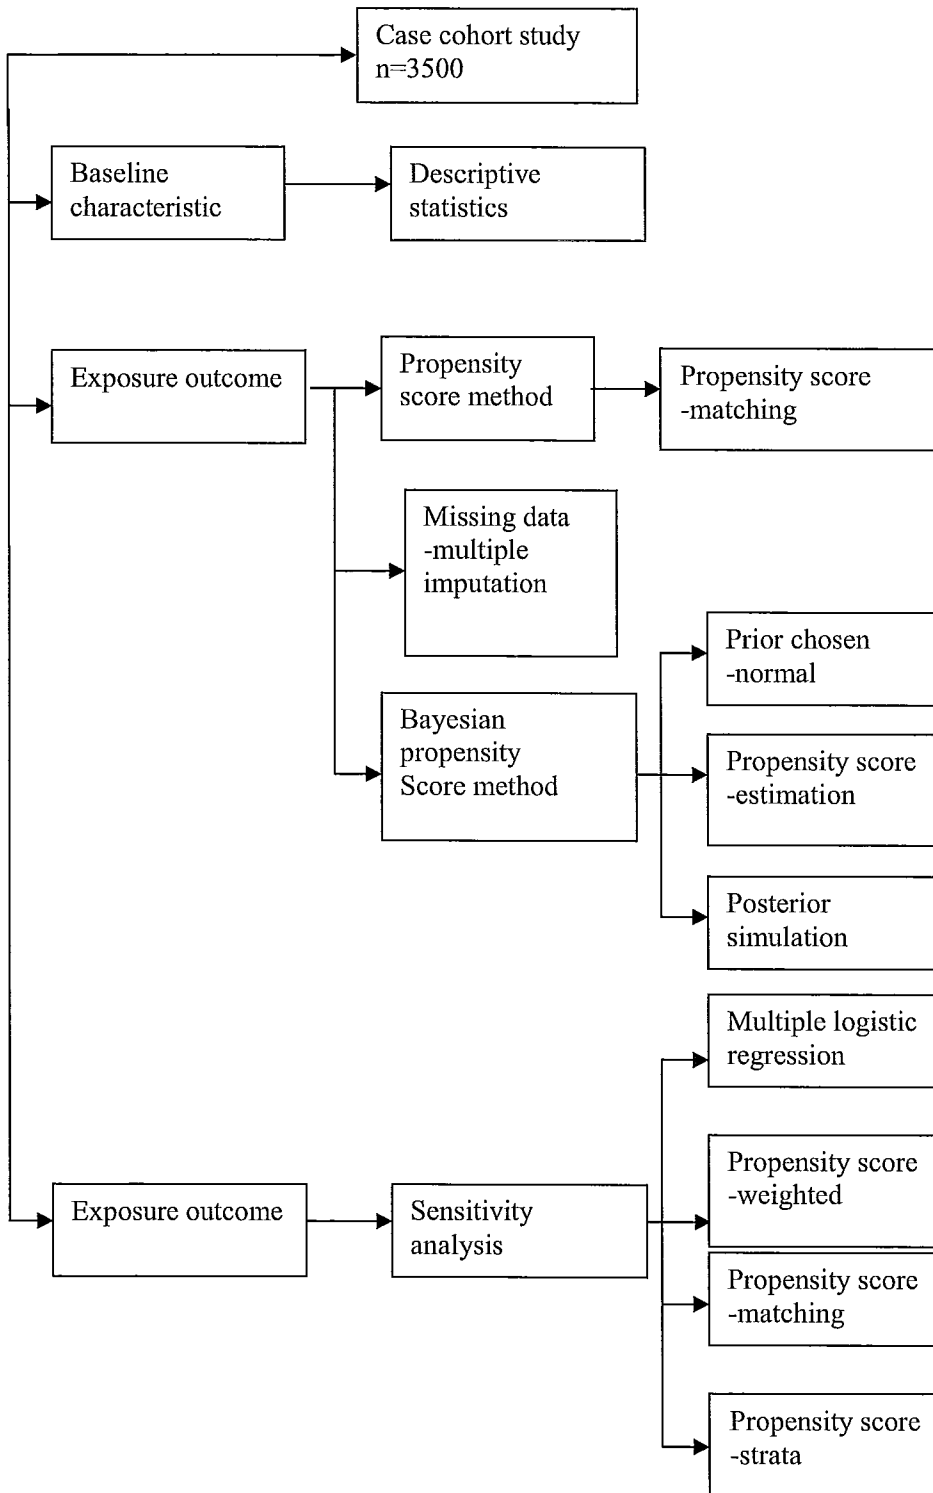 Case cohort study
n=3500
Baseline
characteristic
Descriptive
statistics
Exposure outcome
Propensity
score method
Propensity score
-matching
Missing data
-multiple
imputation
Bayesian
propensity
Score method
Prior chosen
-normal
Propensity score
-estimation
Posterior
simulation
Exposure outcome
Sensitivity
analysis
Multiple logistic
regression
Propensity score
-weighted
Propensity score
-matching
Propensity score
-strata